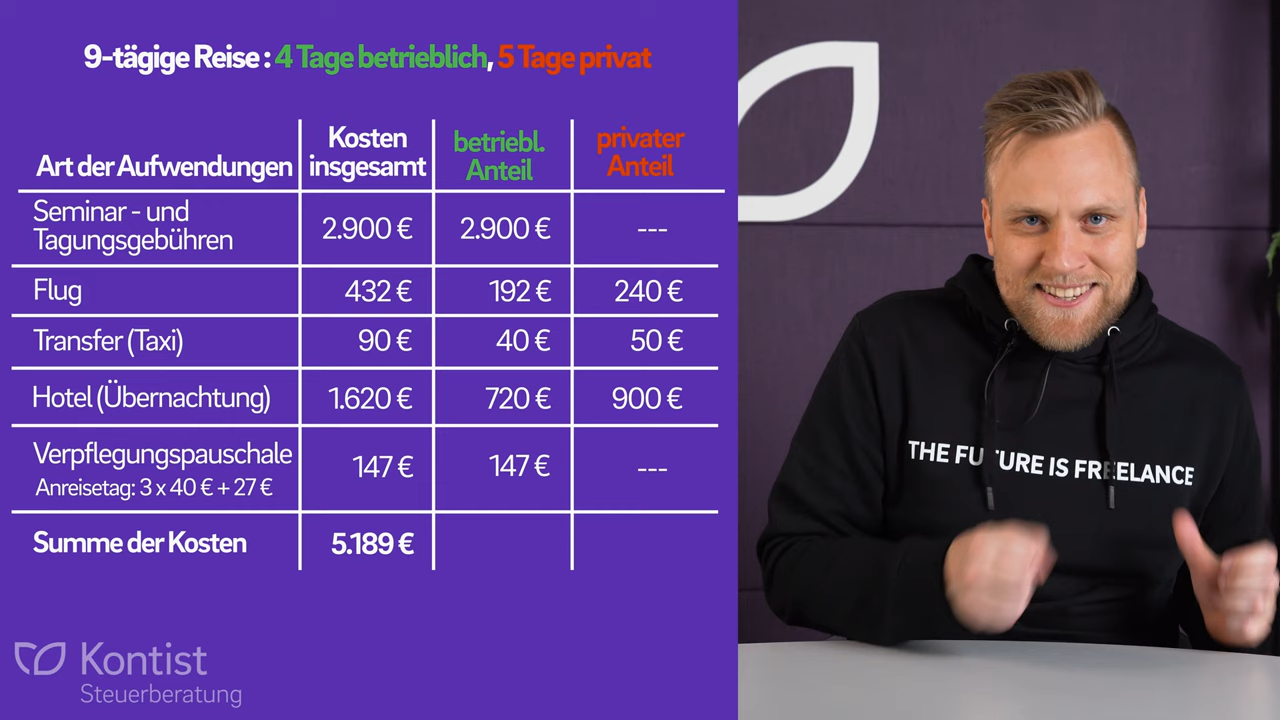 9-tägige Reise : 4 Tage betrieblich, 5 Tage privat
Art der Aufwendungen
Kosten
insgesamt
betriebl.
Anteil
privater
Anteil
Seminar - und
Tagungsgebühren
2.900 €
2.900 €
---
Flug
432 €
192 €
240 €
Transfer (Taxi)
90 €
40 €
50 €
Hotel (Übernachtung)
1.620 €
720 €
900 €
Verpflegungspauschale
Anreisetag: 3 x 40 € + 27 €
147 €
147 €
---
Summe der Kosten
5.189 €
Kontist
Steuerberatung
THE FUTURE IS FREELANCE